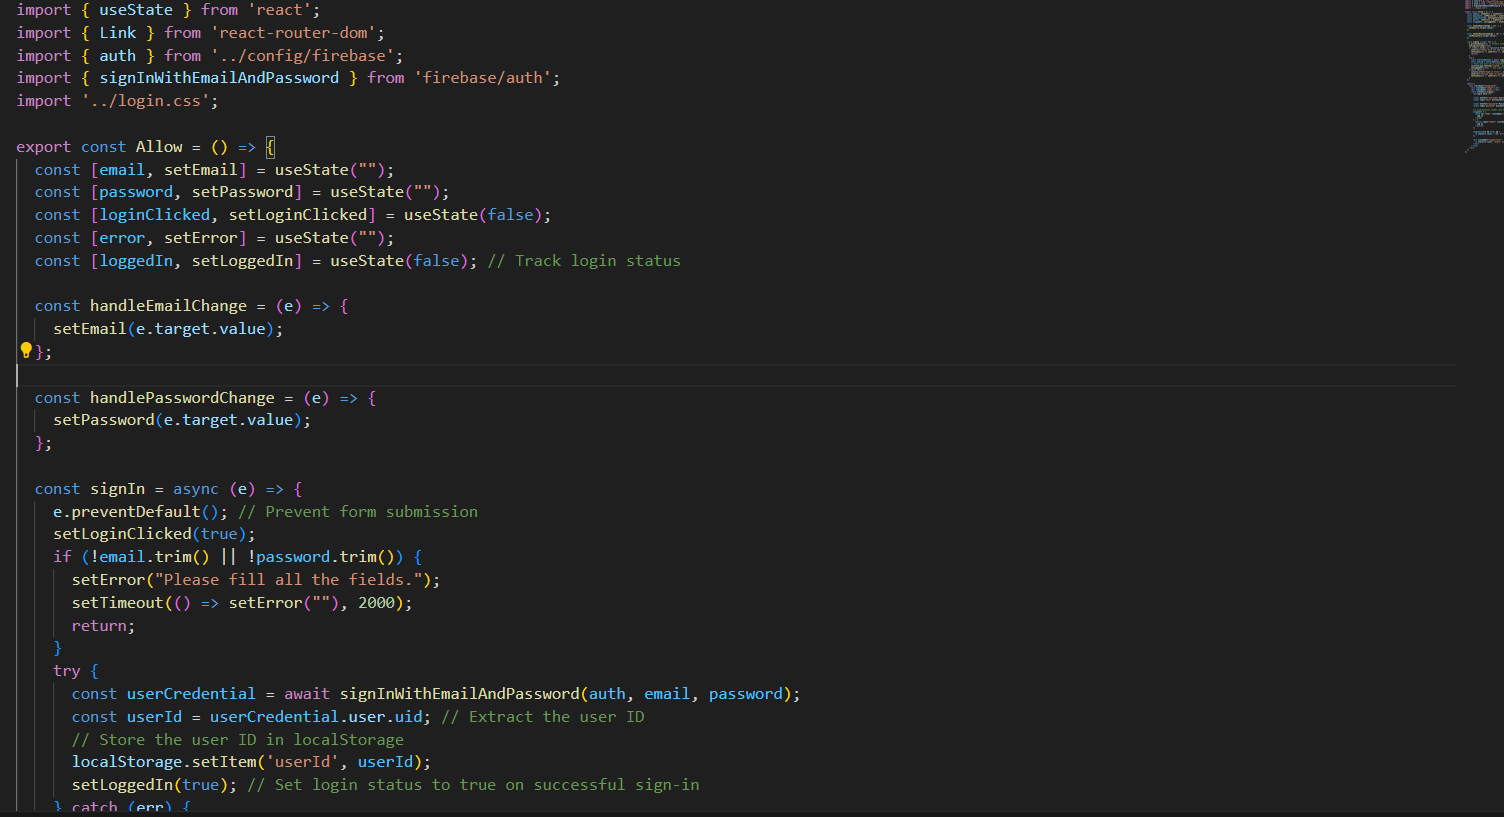 import { useState } from 'react';
import { Link } from 'react-router-dom';
import { auth } from '../config/firebase';
import { signInWithEmailAndPassword } from 'firebase/auth';
import '../login.css';
export const Allow = () => {
const [email, setEmail] = useState("");
const [password, setPassword] = useState("");
const [loginClicked, setLoginClicked] = useState(false);
const [error, setError] = useState("");
const [loggedIn, setLoggedIn] = useState(false); // Track login status
const handleEmailChange = (e) => {
setEmail(e.target.value);
};
const handlePasswordChange = (e) => {
setPassword(e.target.value);
};
const signIn = async (e) => {
e.preventDefault(); // Prevent form submission
setLoginClicked(true);
if (!email.trim() || !password.trim()) {
setError("Please fill all the fields.");
setTimeout(() => setError(""), 2000);
return;
}
try {
const userCredential = await signInWithEmailAndPassword(auth, email, password);
const userId = userCredential.user.uid; // Extract the user ID
// Store the user ID in localStorage
localStorage.setItem('userId', userId);
setLoggedIn(true); // Set login status to true on successful sign-in
} catch (err) {